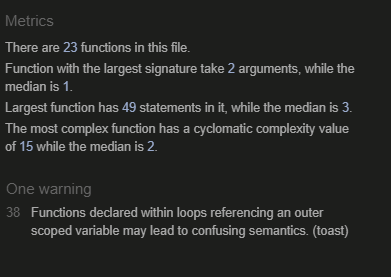 Metrics
There are 23 functions in this file.
Function with the largest signature take 2 arguments, while the
median is 1.
Largest function has 49 statements in it, while the median is 3.
The most complex function has a cyclomatic complexity value
of 15 while the median is 2.
One warning
38 Functions declared within loops referencing an outer
scoped variable may lead to confusing semantics. (toast)